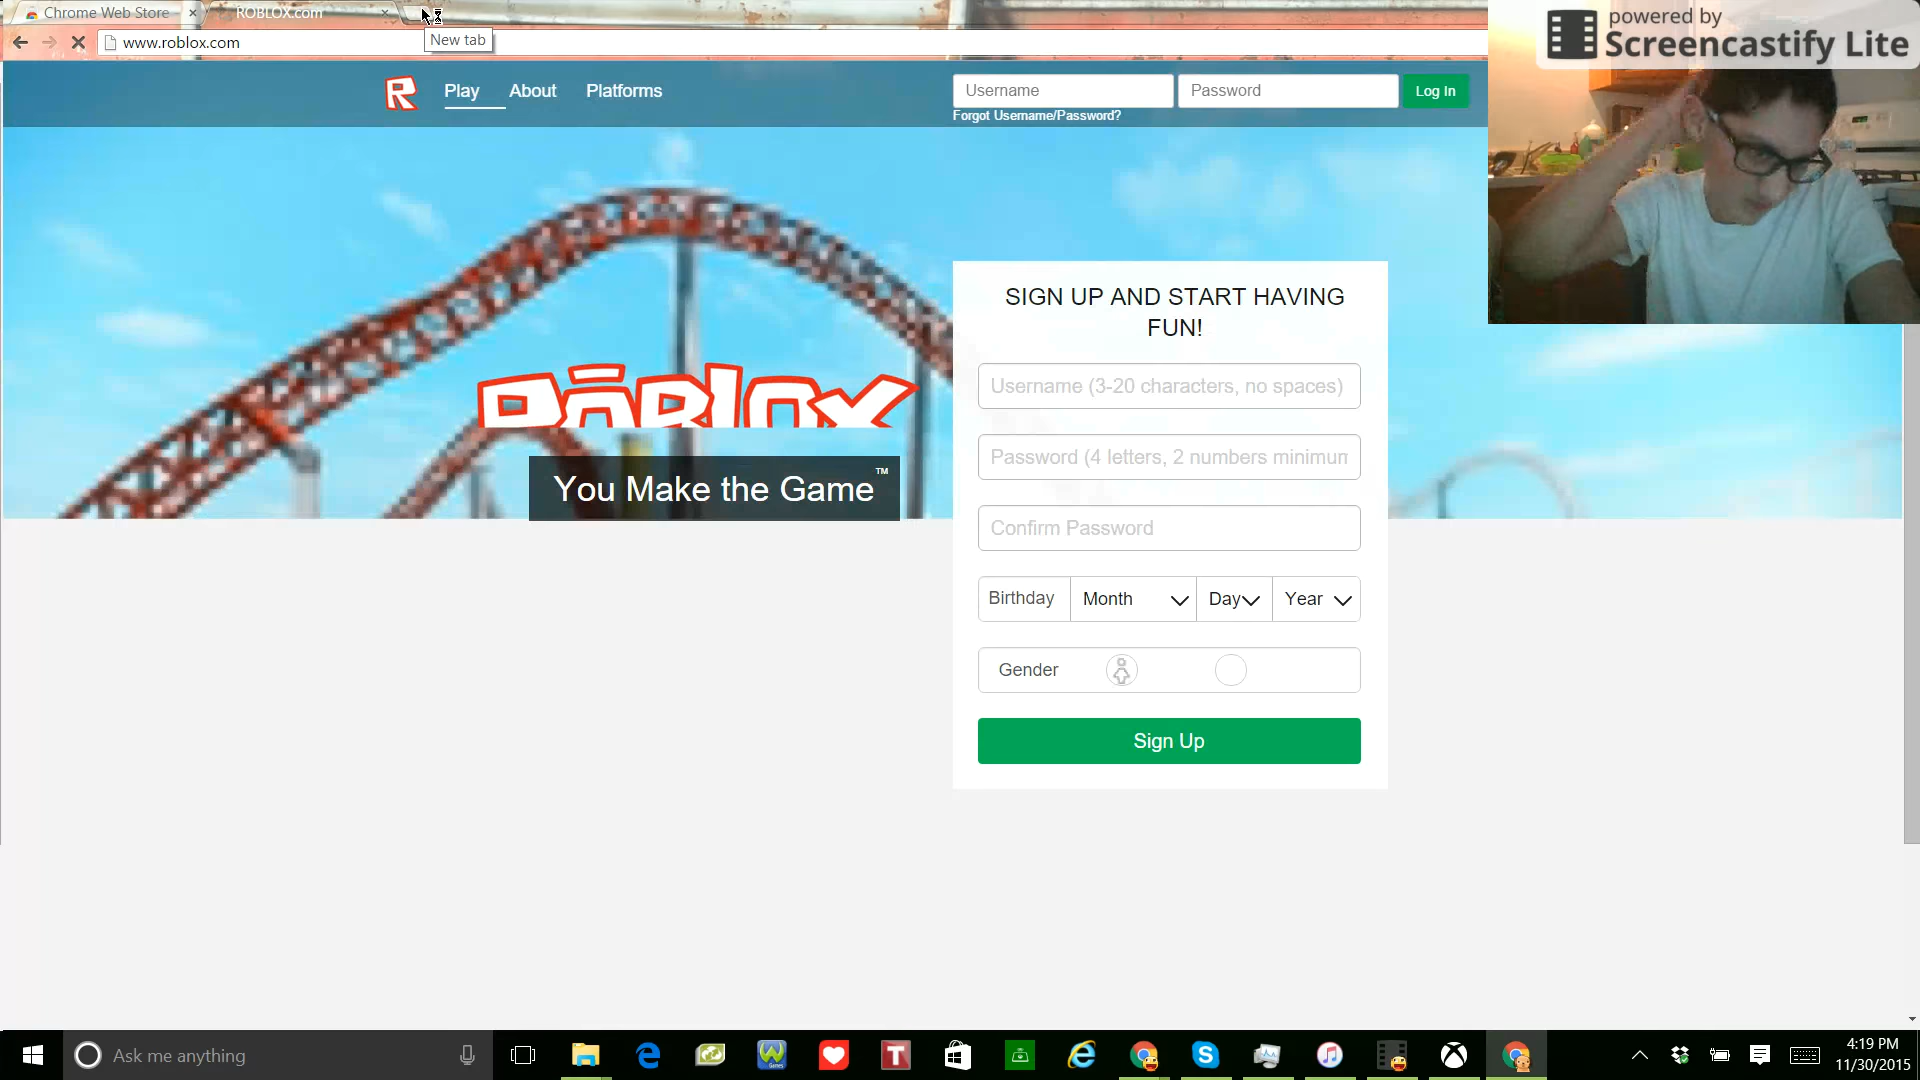 Chrome Web Store
ROBLOX.com
New tab
www.roblox.com
powered by
Screencastify Lite
Play
About
Platforms
Username
Password
Log In
Forgot Username/Password?
SIGN UP AND START HAVING
FUN!
Username (3-20 characters, no spaces)
Password (4 letters, 2 numbers minimum
Confirm Password
Birthday
Month
Day
Year
Gender
Sign Up
ROBLOX
You Make the Game™
Ask me anything
4:19 PM
11/30/2015